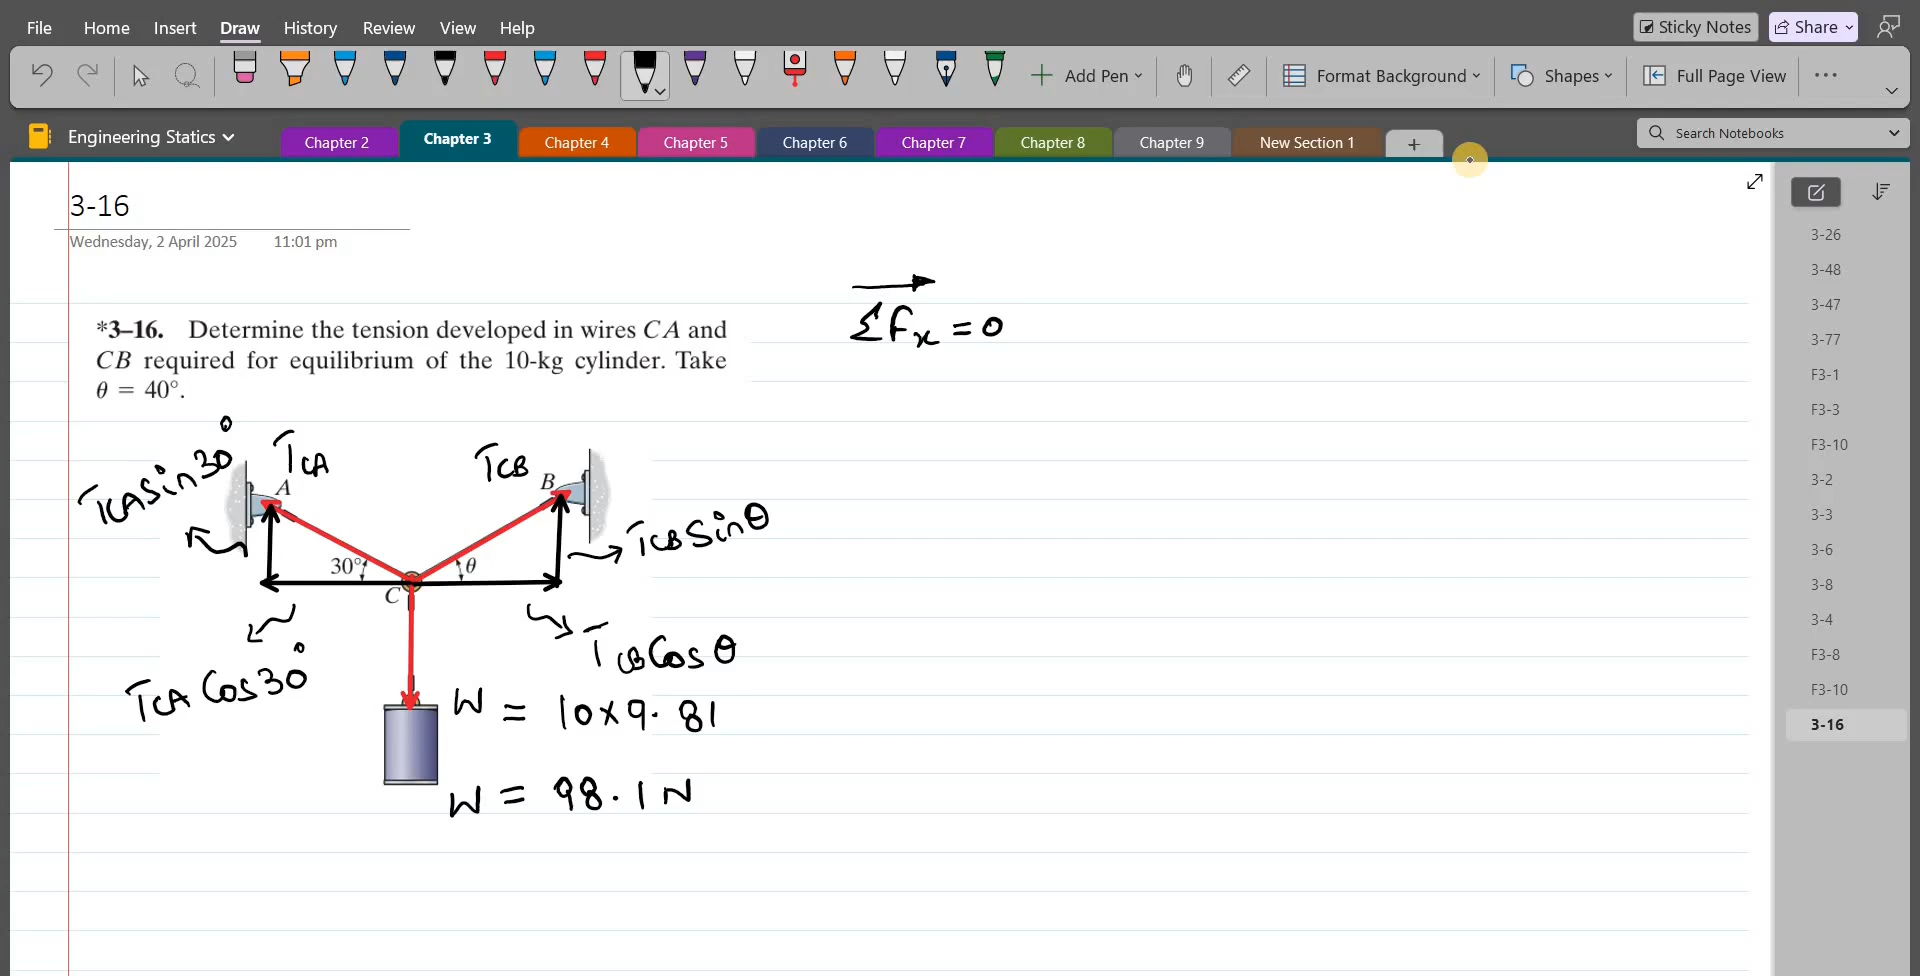 File Home Insert Draw History Review View Help
Sticky Notes Share
Add Pen Format Background Shapes Full Page View
Engineering Statics Chapter 2 Chapter 3 Chapter 4 Chapter 5 Chapter 6 Chapter 7 Chapter 8 Chapter 9 New Section 1 + Search Notebooks
3-16
Wednesday, 2 April 2025 11:01 pm
*3–16. Determine the tension developed in wires CA and
CB required for equilibrium of the 10-kg cylinder. Take
θ = 40°.
ΣFx = 0
TCA sin30°
TCA
TCB
A
B
TCB sinθ
30°
θ
C
TCA Cos30°
TCB Cos θ
W = 10×9.81
W = 98.1 N
3-26
3-48
3-47
3-77
F3-1
F3-3
F3-10
3-2
3-3
3-6
3-8
3-4
F3-8
F3-10
3-16